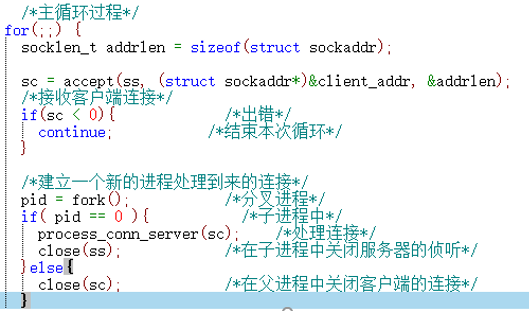 /*主循环过程*/
for(;;) {
socklen_t addrlen = sizeof(struct sockaddr);
sc = accept(ss, (struct sockaddr*)&client_addr, &addrlen);
/*接收客户端连接*/
if(sc < 0){ /*出错*/
continue; /*结束本次循环*/
}
/*建立一个新的进程处理到来的连接*/
pid = fork(); /*分叉进程*/
if( pid == 0 ){ /*子进程中*/
process_conn_server(sc); /*处理连接*/
close(ss); /*在子进程中关闭服务器的侦听*/
}else{
close(sc); /*在父进程中关闭客户端的连接*/
}